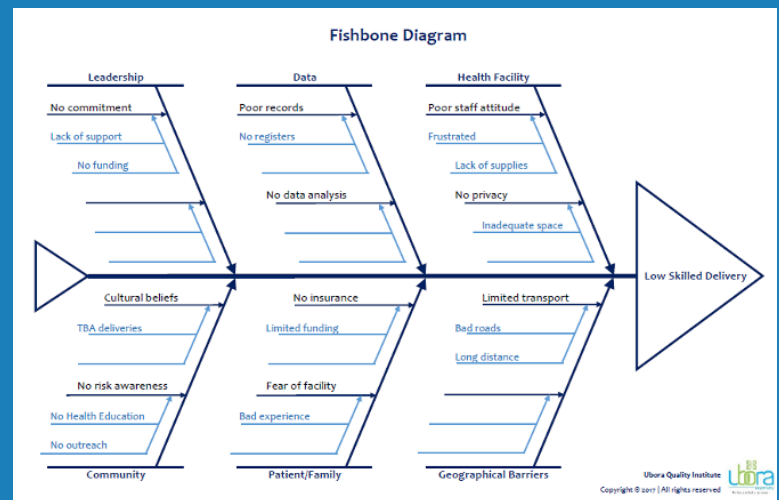 Fishbone Diagram
Leadership
Data
Health Facility
No commitment
Poor records
Poor staff attitude
Lack of support
No registers
Frustrated
No funding
Lack of supplies
No data analysis
No privacy
Inadequate space
Low Skilled Delivery
Cultural beliefs
No insurance
Limited transport
TBA deliveries
Limited funding
Bad roads
Long distance
No risk awareness
Fear of facility
No Health Education
Bad experience
No outreach
Community
Patient/Family
Geographical Barriers
Ubora Quality Institute
Copyright © 2017 | All rights reserved
Ubora